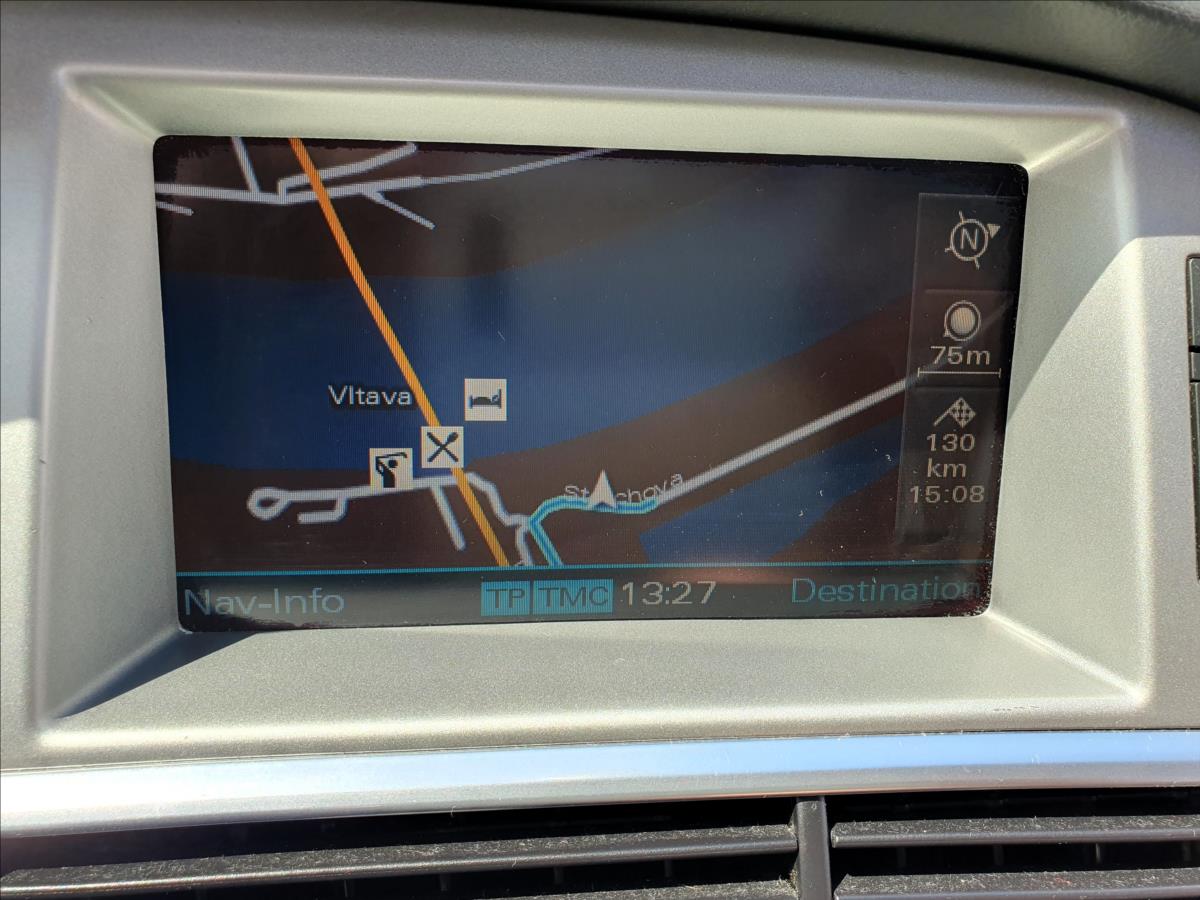 N
75m
Vltava
130
km
15:08
Nav-Info
TP TMC 13:27
Destination